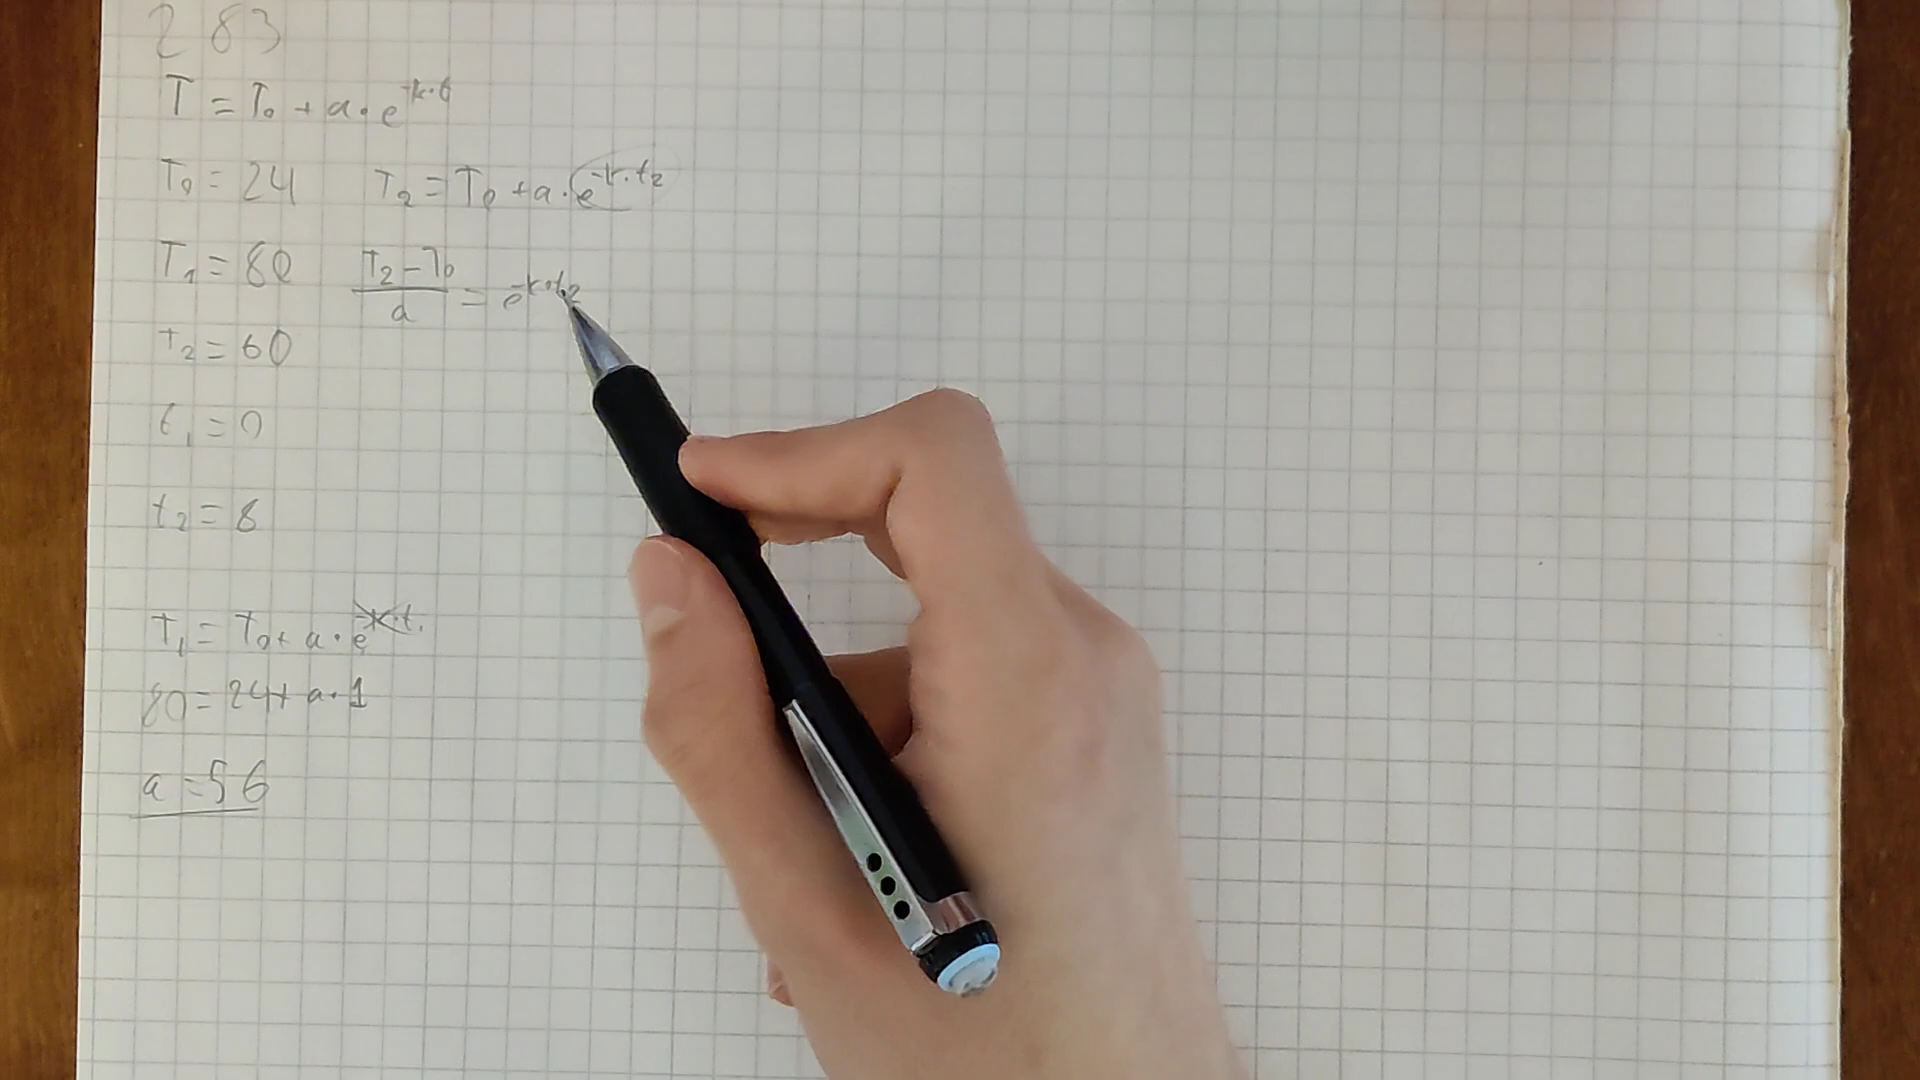 283
T = T₀ + a · e^-k·t
T₀ = 24 T₂ = T₀ + a · e^-k·t₂
T₁ = 80 (T₂ - T₀)/a = e^-k·t₂
T₂ = 60
t₁ = 0
t₂ = 8
T₁ = T₀ + a · e^-k·t₁
80 = 24 + a · 1
a = 56